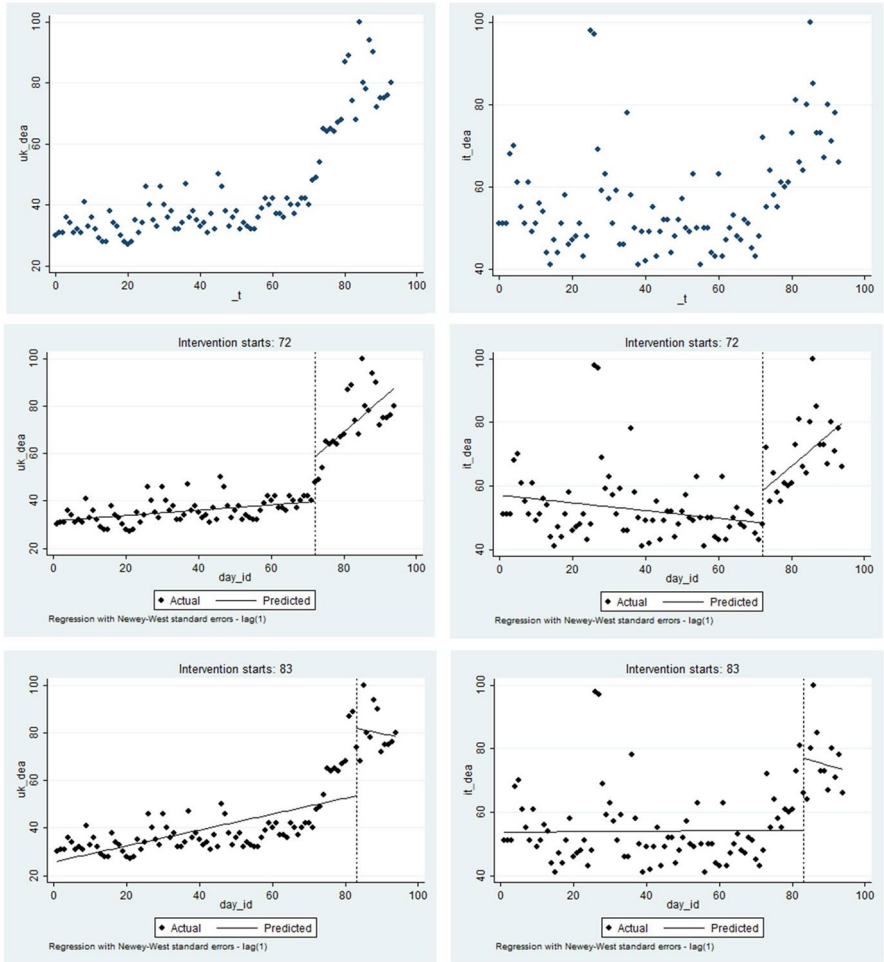 uk_dea
100
80
60
40
20
0 20 40 60 80 100
_t
it_dea
100
80
60
40
0 20 40 60 80 100
_t
Intervention starts: 72
uk_dea
100
80
60
40
20
0 20 40 60 80 100
day_id
Actual Predicted
Regression with Newey-West standard errors - lag(1)
Intervention starts: 72
it_dea
100
80
60
40
0 20 40 60 80 100
day_id
Actual Predicted
Regression with Newey-West standard errors - lag(1)
Intervention starts: 83
uk_dea
100
80
60
40
20
0 20 40 60 80 100
day_id
Actual Predicted
Regression with Newey-West standard errors - lag(1)
Intervention starts: 83
it_dea
100
80
60
40
0 20 40 60 80 100
day_id
Actual Predicted
Regression with Newey-West standard errors - lag(1)